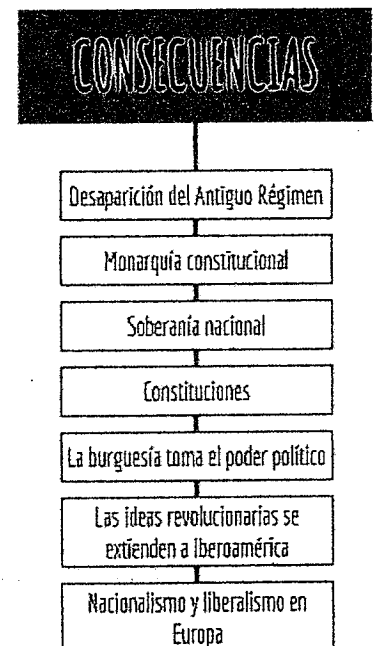 CONSECUENCIAS
Desaparición del Antiguo Régimen
Monarquía constitucional
Soberanía nacional
Constituciones
La burguesía toma el poder político
Las ideas revolucionarias se
extienden a Iberoamérica
Nacionalismo y liberalismo en
Europa